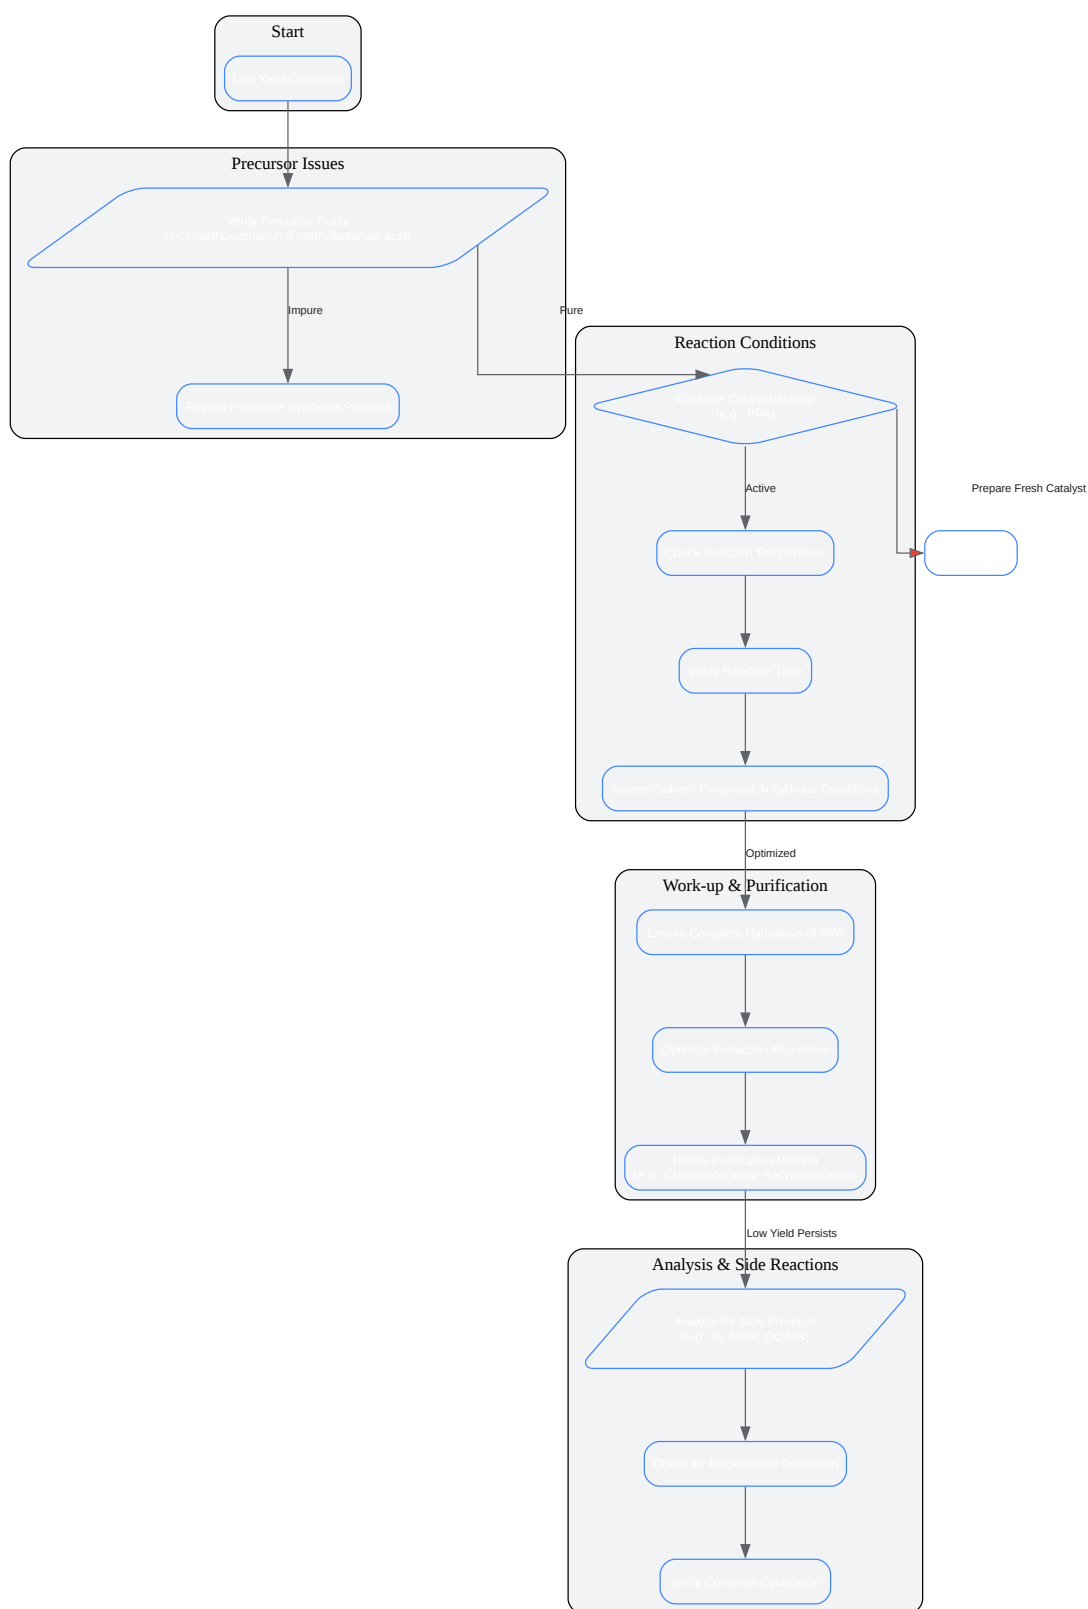 Start
Low Yield Observed
Precursor Issues
Verify Precursor Purity
(3-(4-methoxyphenyl)-3-methylbutanoic acid)
Impure
Pure
Review Precursor Synthesis Protocol
Reaction Conditions
Evaluate Catalyst Activity
(e.g., PPA)
Active
Prepare Fresh Catalyst
Check Reaction Temperature
Verify Reaction Time
Assess Solvent Purity and Anhydrous Conditions
Optimized
Work-up & Purification
Ensure Complete Hydrolysis of PPA
Optimize Extraction Procedure
Refine Purification Method
(e.g., Chromatography, Recrystallization)
Low Yield Persists
Analysis & Side Reactions
Analyze for Side Products
(e.g., by NMR, GC-MS)
Check for Regioisomer Formation
Verify Complete Cyclization